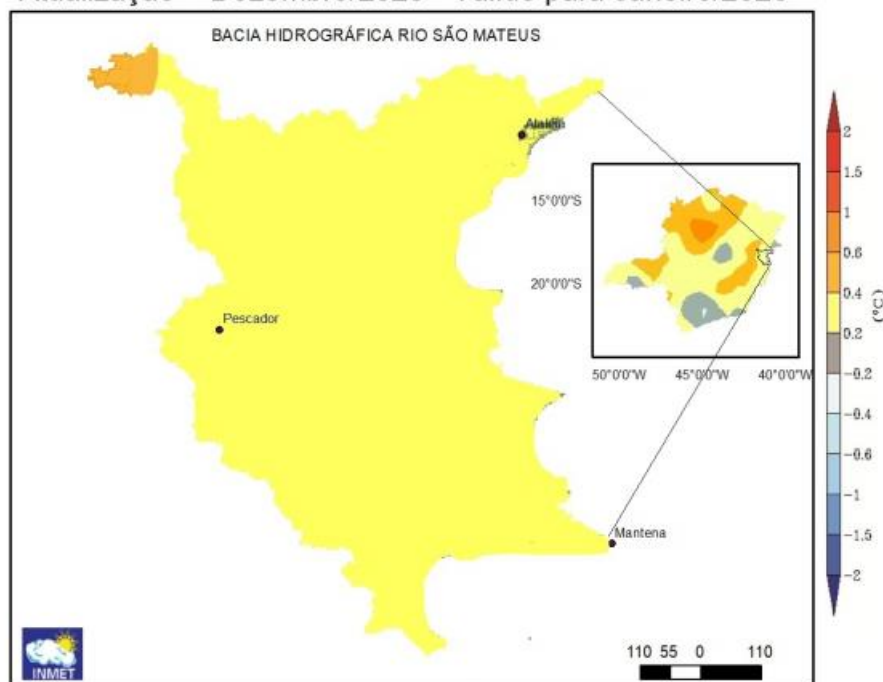 BACIA HIDROGRÁFICA RIO SÃO MATEUS
Pescador
Mantena
15°0'0"S
20°0'0"S
50°0'0"W 45°0'0"W 40°0'0"W
2
1.5
1
0.6
0.4
0.2
−0.2
−0.4
−0.6
−1
−1.5
−2
(°C)
110 55 0 110
INMET